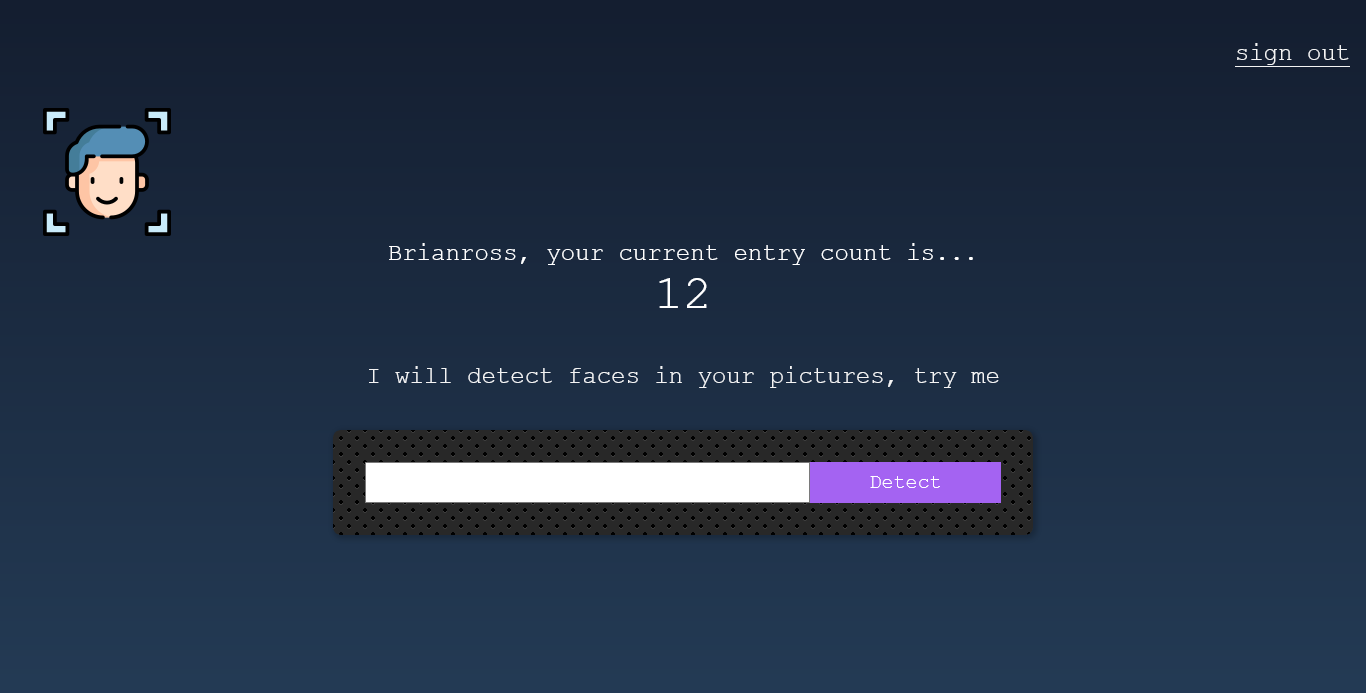 sign out
Brianross, your current entry count is...
12
I will detect faces in your pictures, try me
Detect